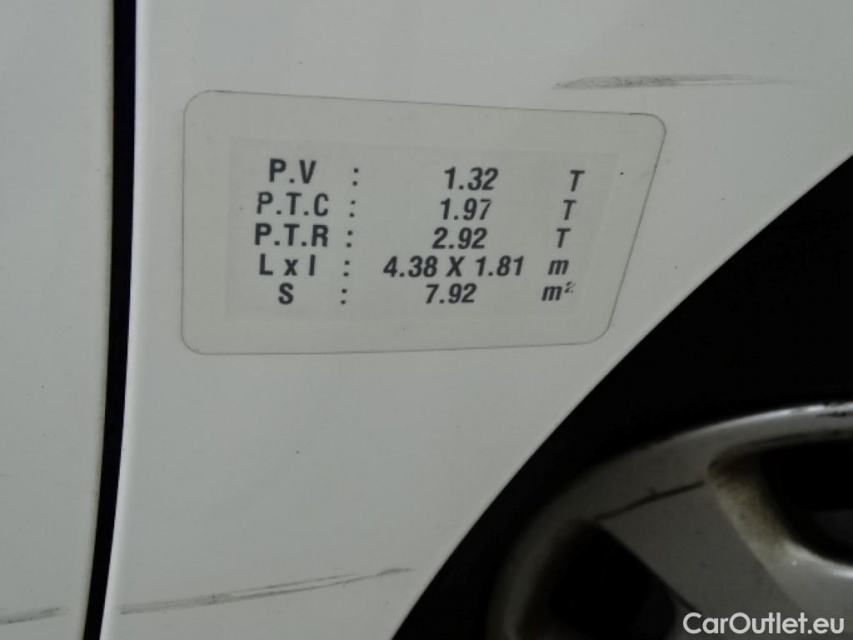 P.V : 1.32 T
P.T.C : 1.97 T
P.T.R : 2.92 T
L x l : 4.38 X 1.81 m
S : 7.92 m²
CarOutlet.eu